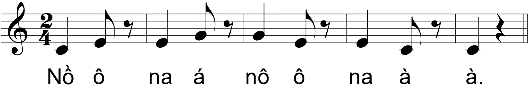 2
4
Nồ ô na á nô ô na à à.